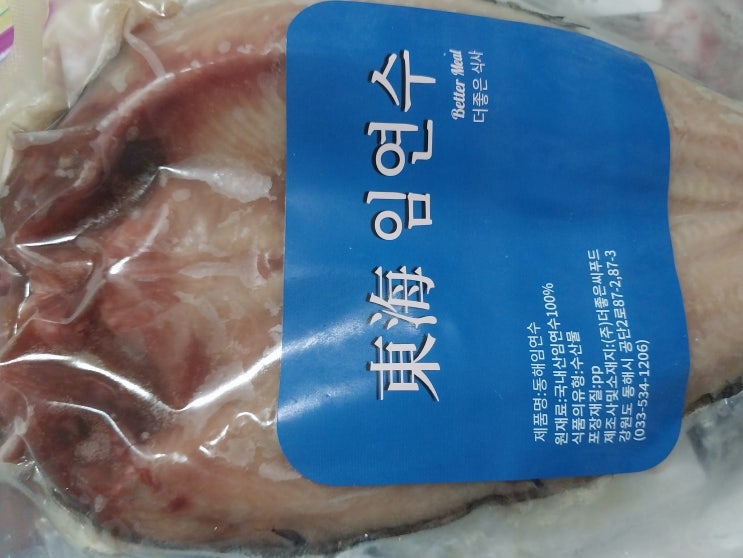 東海 임연수
Better Meal
더좋은 식사
제품명:동해임연수
원재료:국내산임연수100%
식품의유형:수산물
포장재질:pp
제조사및소재지:(주)더좋은씨푸드
강원도 동해시 공단2로87-2,87-3
(033-534-1206)